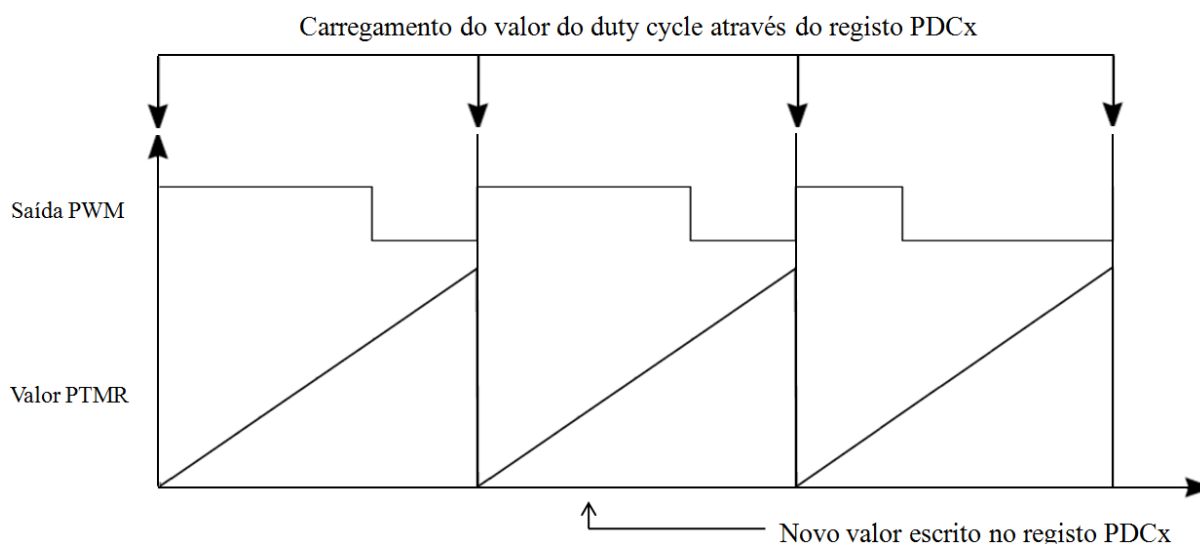 Carregamento do valor do duty cycle através do registo PDCx
Saída PWM
Valor PTMR
Novo valor escrito no registo PDCx